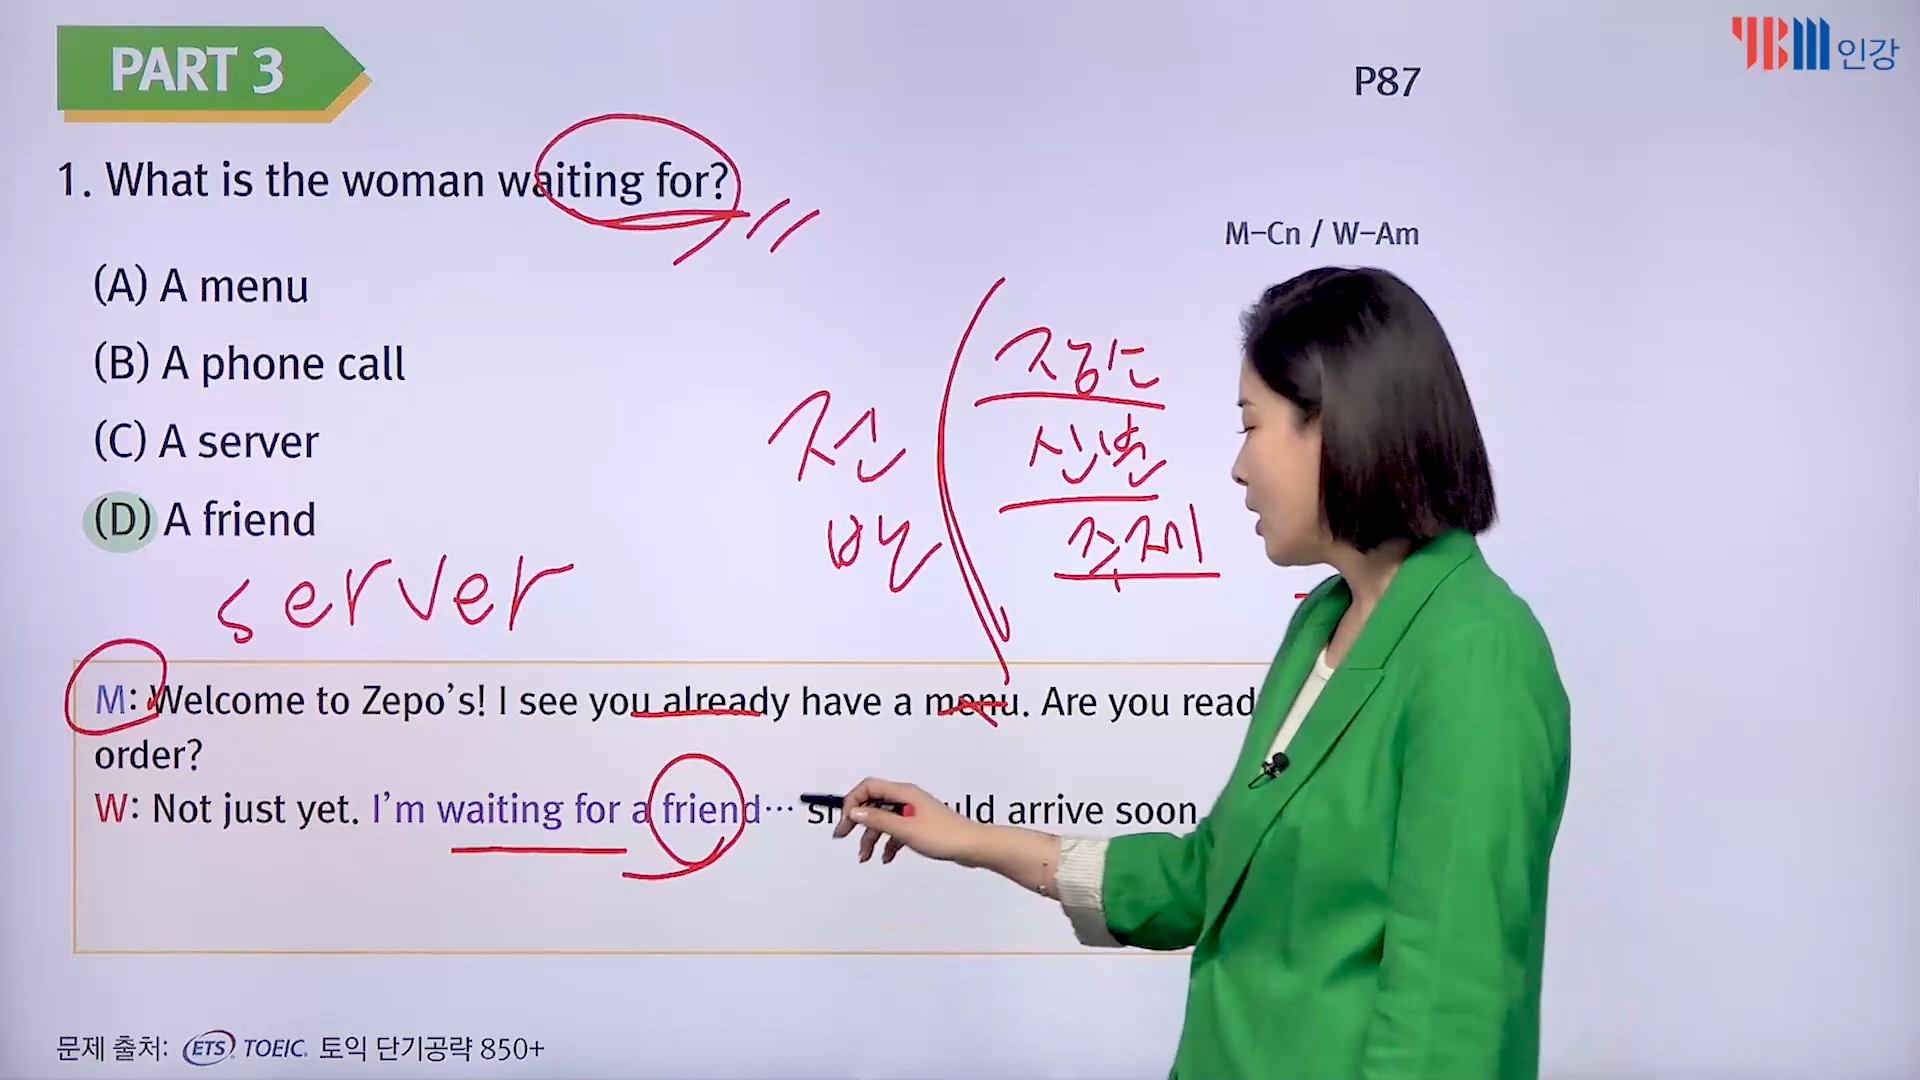 PART 3
YBM 인강
P87
1. What is the woman waiting for?
M-Cn / W-Am
(A) A menu
(B) A phone call
(C) A server
(D) A friend
전반
장소
신분
주제
server
M: Welcome to Zepo's! I see you already have a menu. Are you
order?
W: Not just yet. I'm waiting for a friend… arrive soon.
문제 출처: ETS TOEIC 토익 단기공략 850+